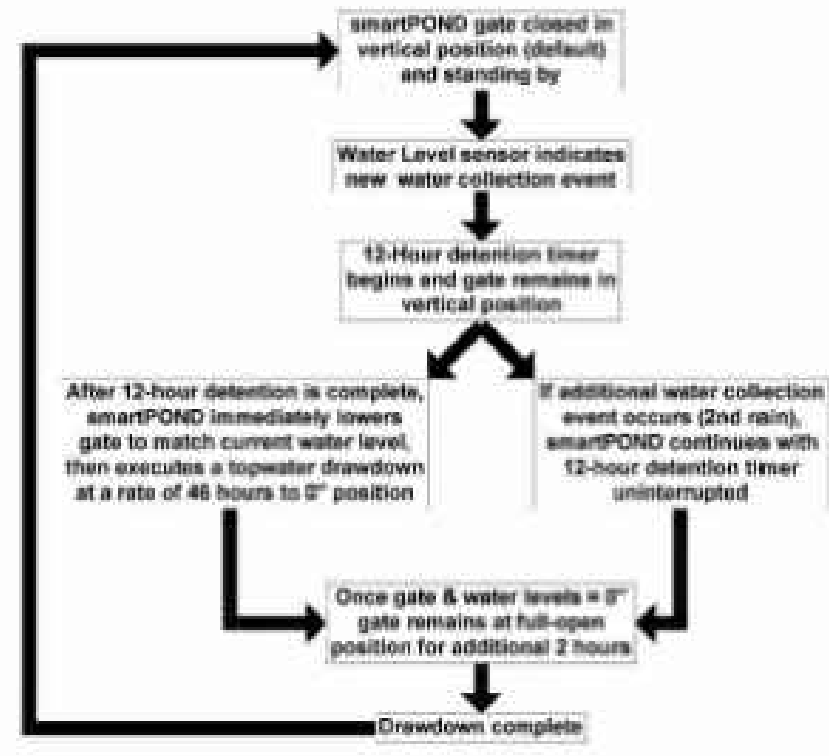 smartPOND gate closed in
vertical position (default)
and standing by
Water Level sensor indicates
new water collection event
12-Hour detention timer
begins and gate remains in
vertical position
After 12-hour detention is complete,
smartPOND immediately lowers
gate to match current water level,
then executes a topwater drawdown
at a rate of hours to 0" position
If additional water collection
event occurs (2nd rain),
smartPOND continues with
12-hour detention timer
uninterrupted
Once gate & water levels = 0"
gate remains at full-open
position for additional 2 hours
Drawdown complete